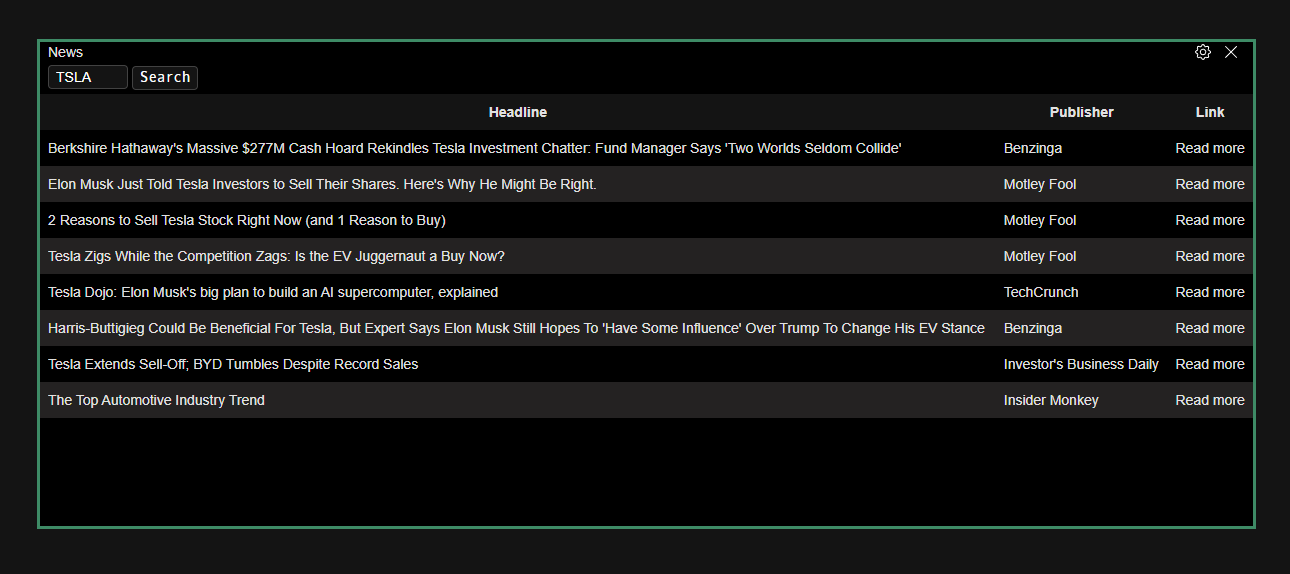 News
TSLA Search
Headline Publisher Link
Berkshire Hathaway's Massive $277M Cash Hoard Rekindles Tesla Investment Chatter: Fund Manager Says 'Two Worlds Seldom Collide' Benzinga Read more
Elon Musk Just Told Tesla Investors to Sell Their Shares. Here's Why He Might Be Right. Motley Fool Read more
2 Reasons to Sell Tesla Stock Right Now (and 1 Reason to Buy) Motley Fool Read more
Tesla Zigs While the Competition Zags: Is the EV Juggernaut a Buy Now? Motley Fool Read more
Tesla Dojo: Elon Musk's big plan to build an AI supercomputer, explained TechCrunch Read more
Harris-Buttigieg Could Be Beneficial For Tesla, But Expert Says Elon Musk Still Hopes To 'Have Some Influence' Over Trump To Change His EV Stance Benzinga Read more
Tesla Extends Sell-Off; BYD Tumbles Despite Record Sales Investor's Business Daily Read more
The Top Automotive Industry Trend Insider Monkey Read more